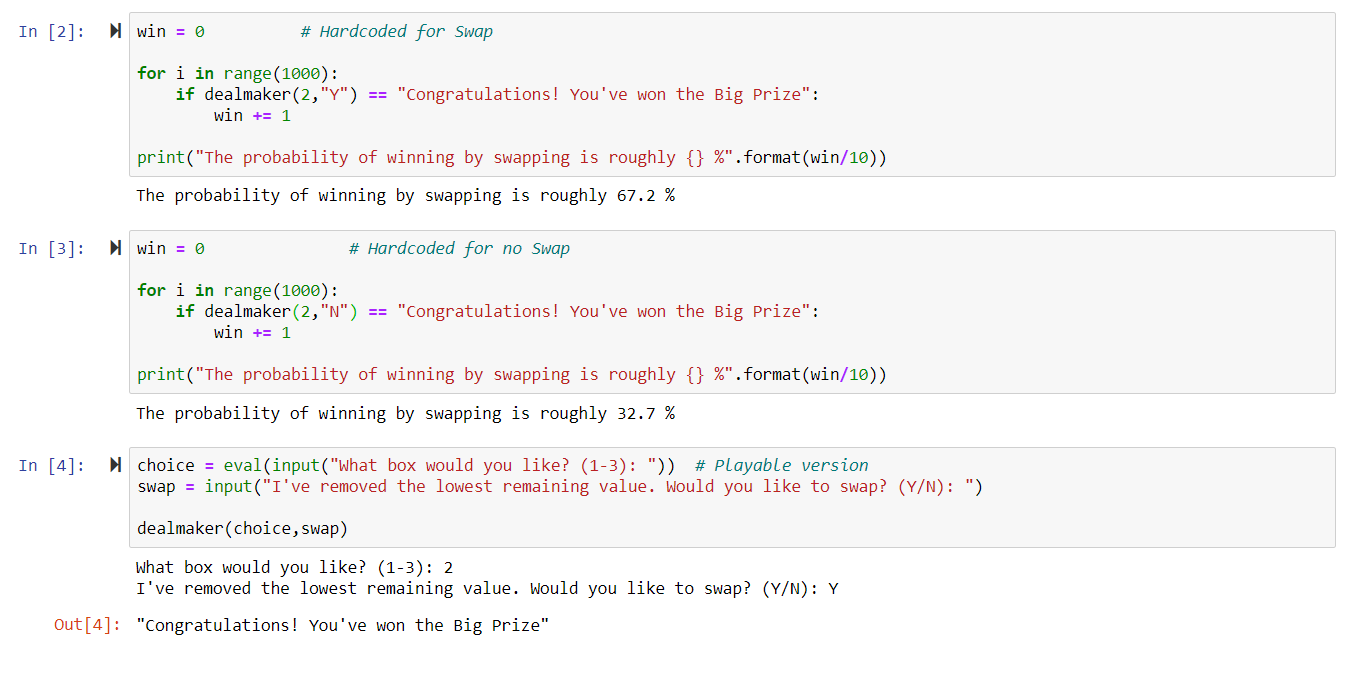 In [2]: win = 0 # Hardcoded for Swap
for i in range(1000):
if dealmaker(2,"Y") == "Congratulations! You've won the Big Prize":
win += 1
print("The probability of winning by swapping is roughly {} %".format(win/10))
The probability of winning by swapping is roughly 67.2 %
In [3]: win = 0 # Hardcoded for no Swap
for i in range(1000):
if dealmaker(2,"N") == "Congratulations! You've won the Big Prize":
win += 1
print("The probability of winning by swapping is roughly {} %".format(win/10))
The probability of winning by swapping is roughly 32.7 %
In [4]: choice = eval(input("What box would you like? (1-3): ")) # Playable version
swap = input("I've removed the lowest remaining value. Would you like to swap? (Y/N): ")
dealmaker(choice,swap)
What box would you like? (1-3): 2
I've removed the lowest remaining value. Would you like to swap? (Y/N): Y
Out[4]: "Congratulations! You've won the Big Prize"